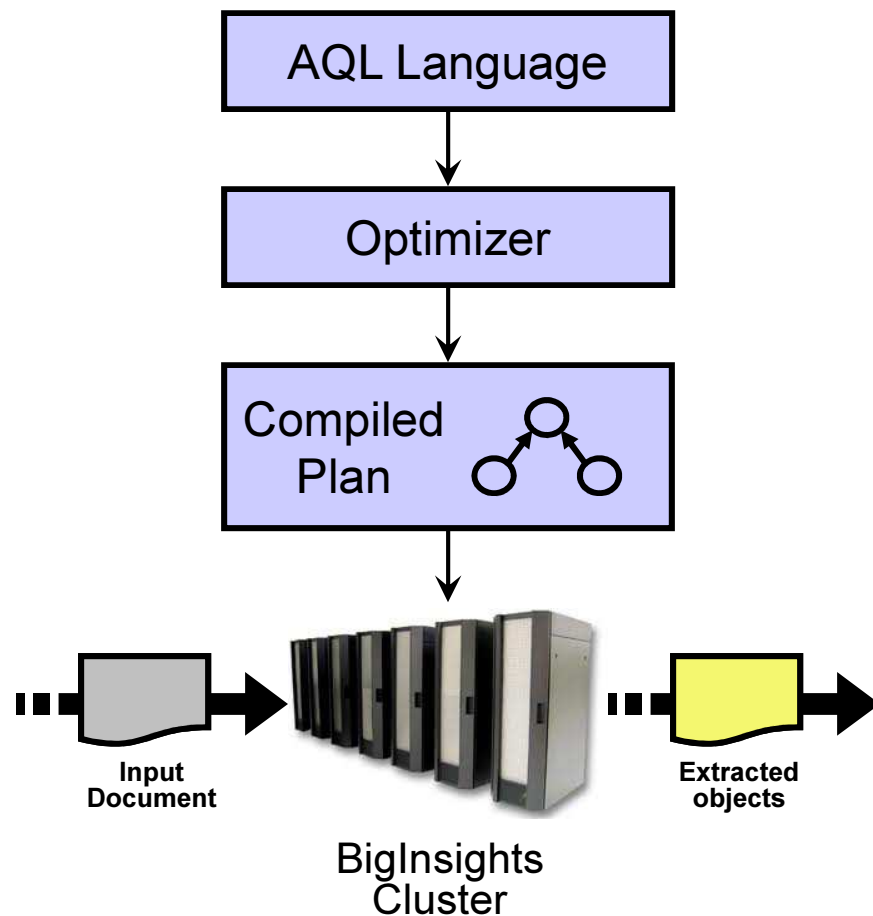 AQL Language
Optimizer
Compiled
Plan
Input
Document
Extracted
objects
BigInsights
Cluster